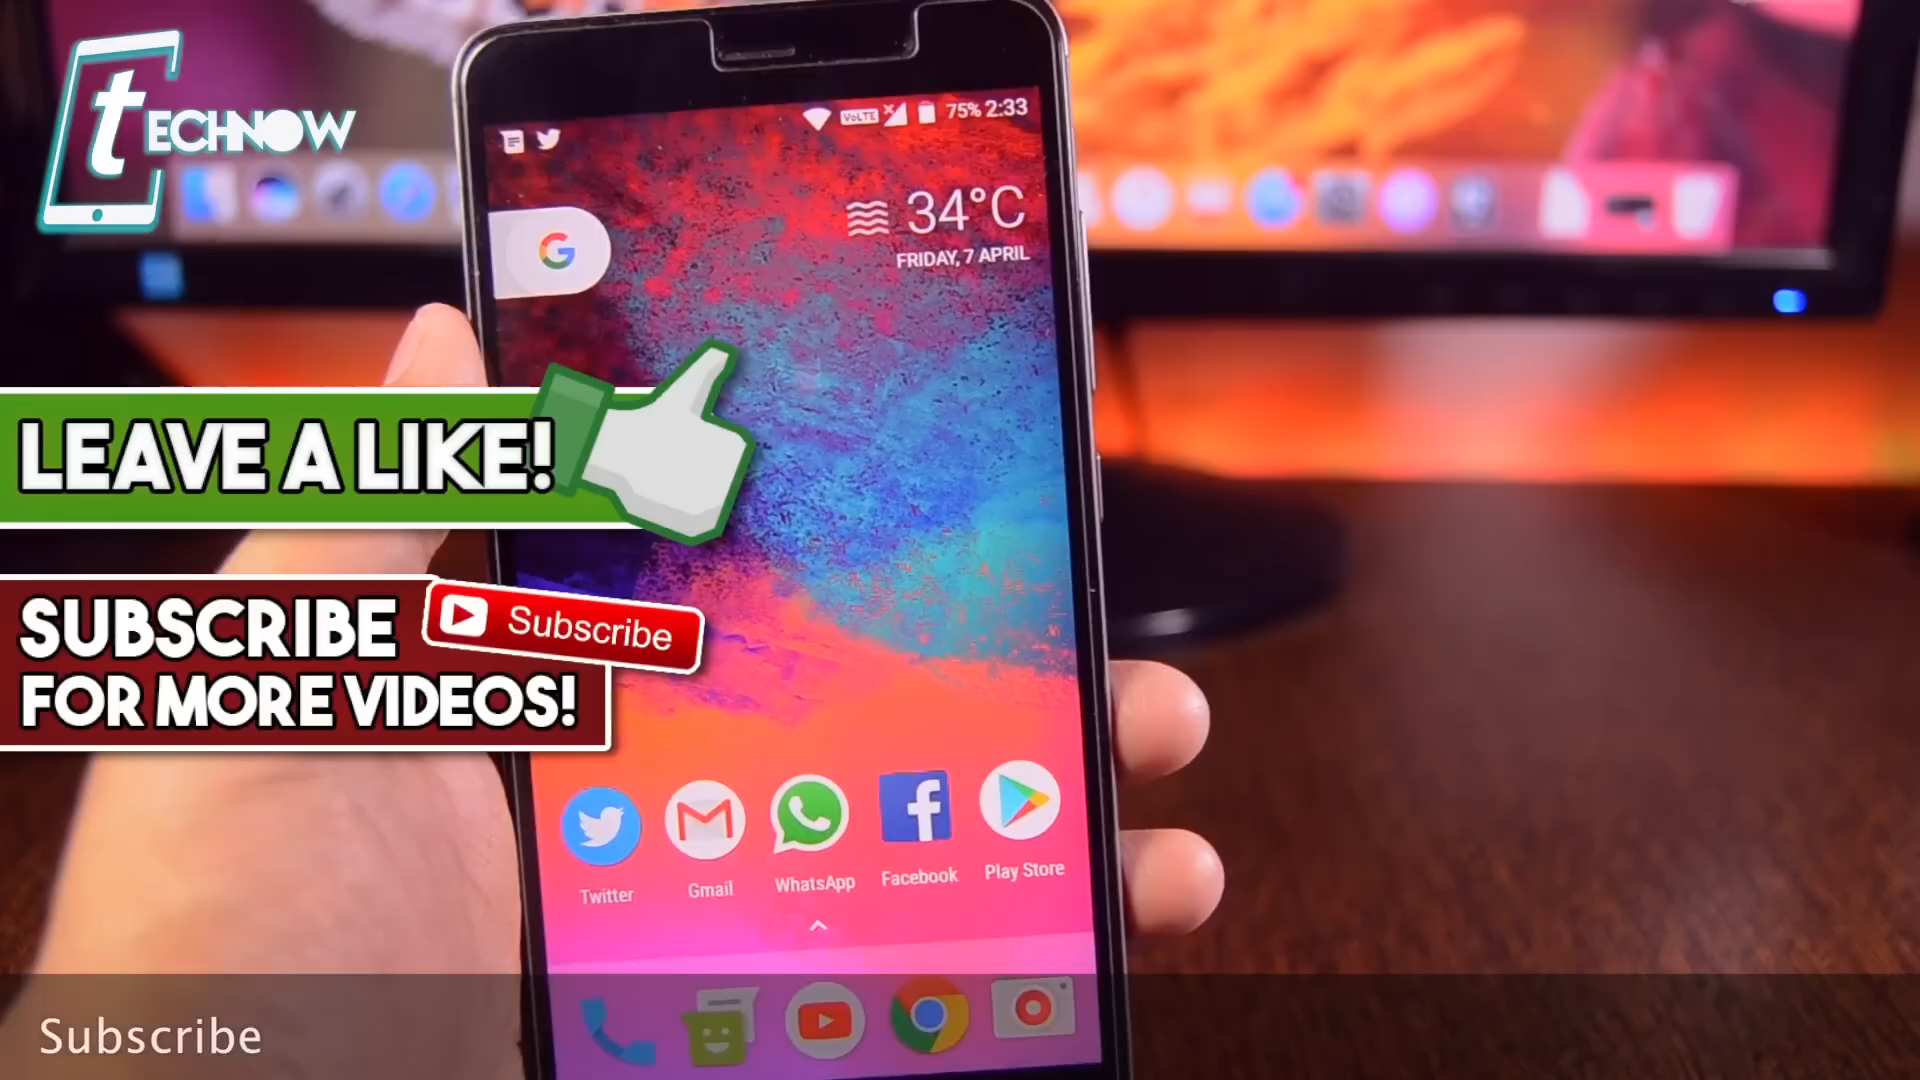 tECHNOW
VoLTE 75% 2:33
34°C
FRIDAY, 7 APRIL
G
LEAVE A LIKE!
SUBSCRIBE
Subscribe
FOR MORE VIDEOS!
Twitter Gmail WhatsApp Facebook Play Store
Subscribe